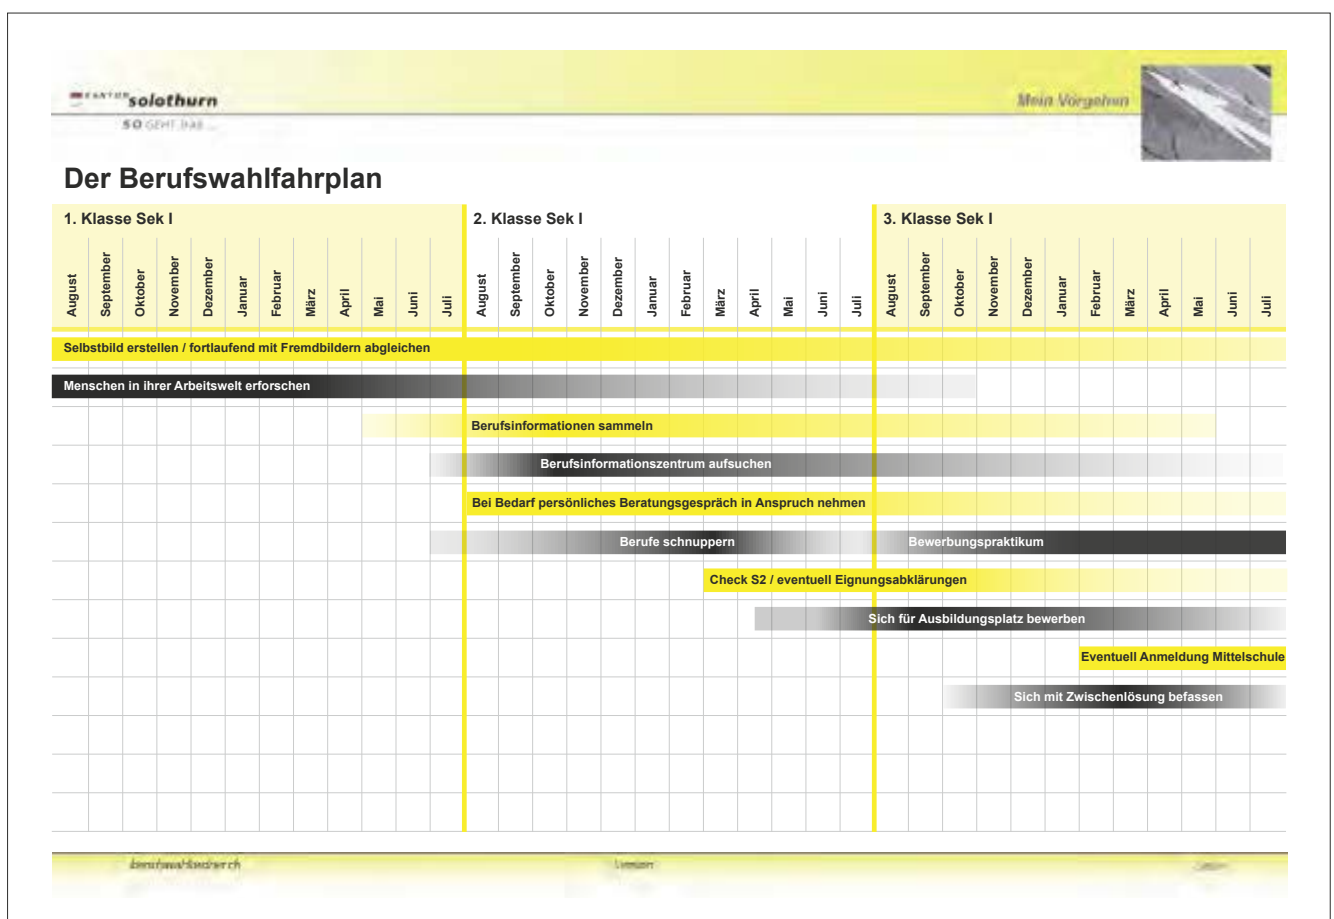 KANTON solothurn
SO GEHT DAS ...
Mein Vorgehen
Der Berufswahlfahrplan
1. Klasse Sek I
2. Klasse Sek I
3. Klasse Sek I
August
September
Oktober
November
Dezember
Januar
Februar
März
April
Mai
Juni
Juli
August
September
Oktober
November
Dezember
Januar
Februar
März
April
Mai
Juni
Juli
August
September
Oktober
November
Dezember
Januar
Februar
März
April
Mai
Juni
Juli
Selbstbild erstellen / fortlaufend mit Fremdbildern abgleichen
Menschen in ihrer Arbeitswelt erforschen
Berufsinformationen sammeln
Berufsinformationszentrum aufsuchen
Bei Bedarf persönliches Beratungsgespräch in Anspruch nehmen
Berufe schnuppern
Bewerbungspraktikum
Check S2 / eventuell Eignungsabklärungen
Sich für Ausbildungsplatz bewerben
Eventuell Anmeldung Mittelschule
Sich mit Zwischenlösung befassen